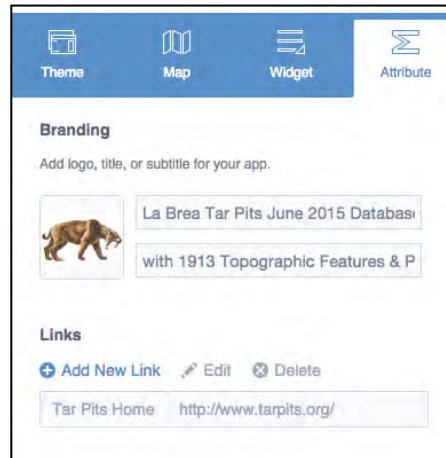 Theme Map Widget Attribute
Branding
Add logo, title, or subtitle for your app.
La Brea Tar Pits June 2015 Database
with 1913 Topographic Features & P
Links
Add New Link Edit Delete
Tar Pits Home http://www.tarpits.org/